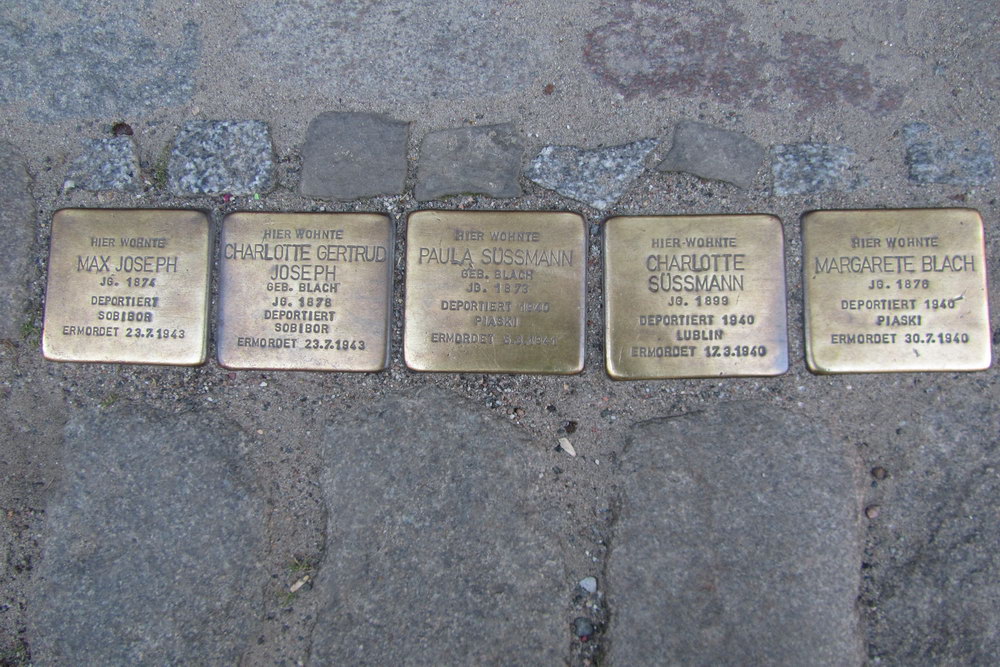 HIER WOHNTE
MAX JOSEPH
JG. 1874
DEPORTIERT
SOBIBOR
ERMORDET 23.7.1943
HIER WOHNTE
CHARLOTTE GERTRUD
JOSEPH
GEB. BLACH
JG. 1878
DEPORTIERT
SOBIBOR
ERMORDET 23.7.1943
HIER WOHNTE
PAULA SÜSSMANN
GEB. BLACH
JG. 1873
DEPORTIERT 1940
PIASKI
ERMORDET
HIER WOHNTE
CHARLOTTE
SÜSSMANN
JG. 1899
DEPORTIERT 1940
LUBLIN
ERMORDET 17.3.1940
HIER WOHNTE
MARGARETE BLACH
JG. 1876
DEPORTIERT 1940
PIASKI
ERMORDET 30.7.1940